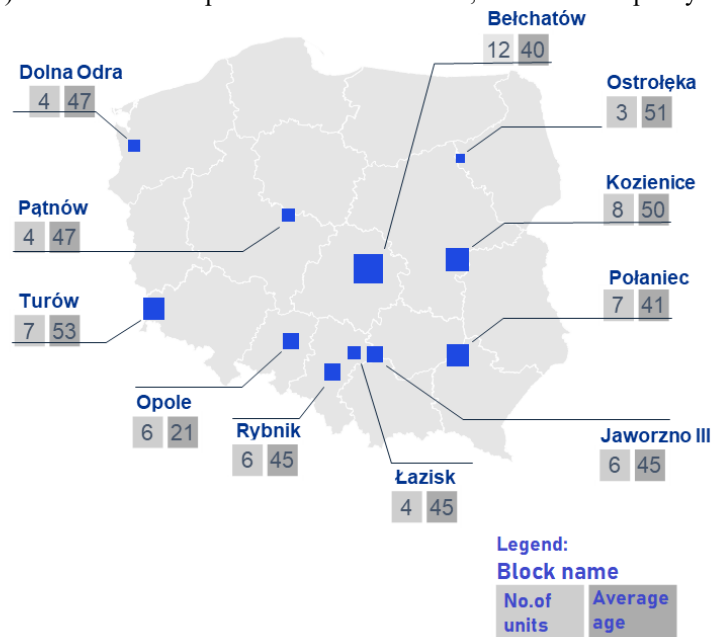 Bełchatów
12 40
Dolna Odra
4 47
Ostrołęka
3 51
Pątnów
4 47
Kozienice
8 50
Turów
7 53
Połaniec
7 41
Opole
6 21
Rybnik
6 45
Jaworzno III
6 45
Łazisk
4 45
Legend:
Block name
No.of
units
Average
age